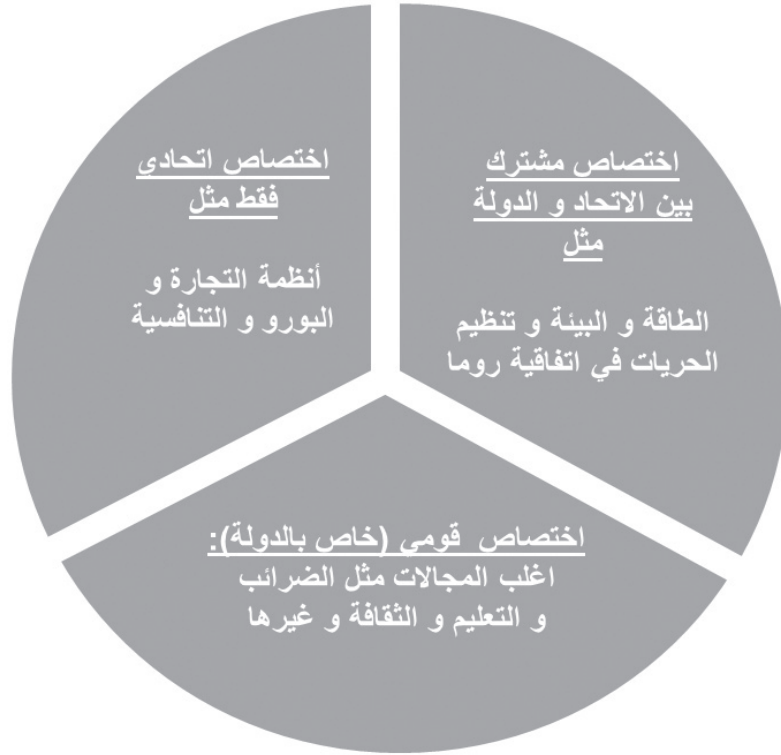 اختصاص مشترك
بين الاتحاد و الدولة
مثل
الطاقة و البيئة و تنظيم
الحريات في اتفاقية روما
اختصاص اتحادي
فقط مثل
أنظمة التجارة و
البورو و التنافسية
اختصاص قومي (خاص بالدولة):
اغلب المجالات مثل الضرائب
و التعليم و الثقافة و غيرها